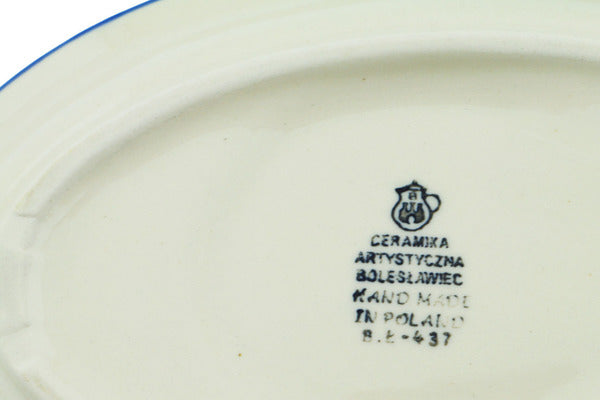 CERAMIKA
ARTYSTYCZNA
BOLESŁAWIEC
HAND MADE
IN POLAND
B.Ł-437